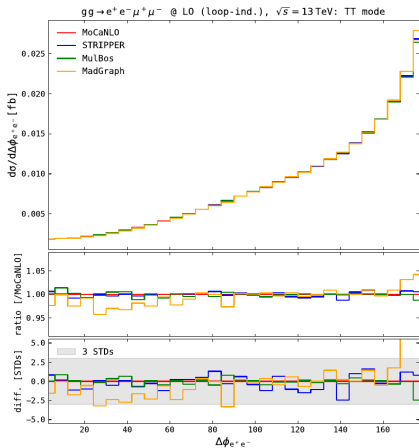 gg→e⁺e⁻μ⁺μ⁻ @ LO (loop-ind.), √s = 13 TeV: TT mode
MoCaNLO
STRIPPER
MulBos
MadGraph
dσ/dΔϕe⁺e⁻ [fb]
0.025
0.020
0.015
0.010
0.005
ratio [/MoCaNLO]
1.05
1.00
0.95
diff. [STDs]
3 STDs
5.0
2.5
0.0
−2.5
−5.0
20 40 60 80 100 120 140 160
Δϕe⁺e⁻